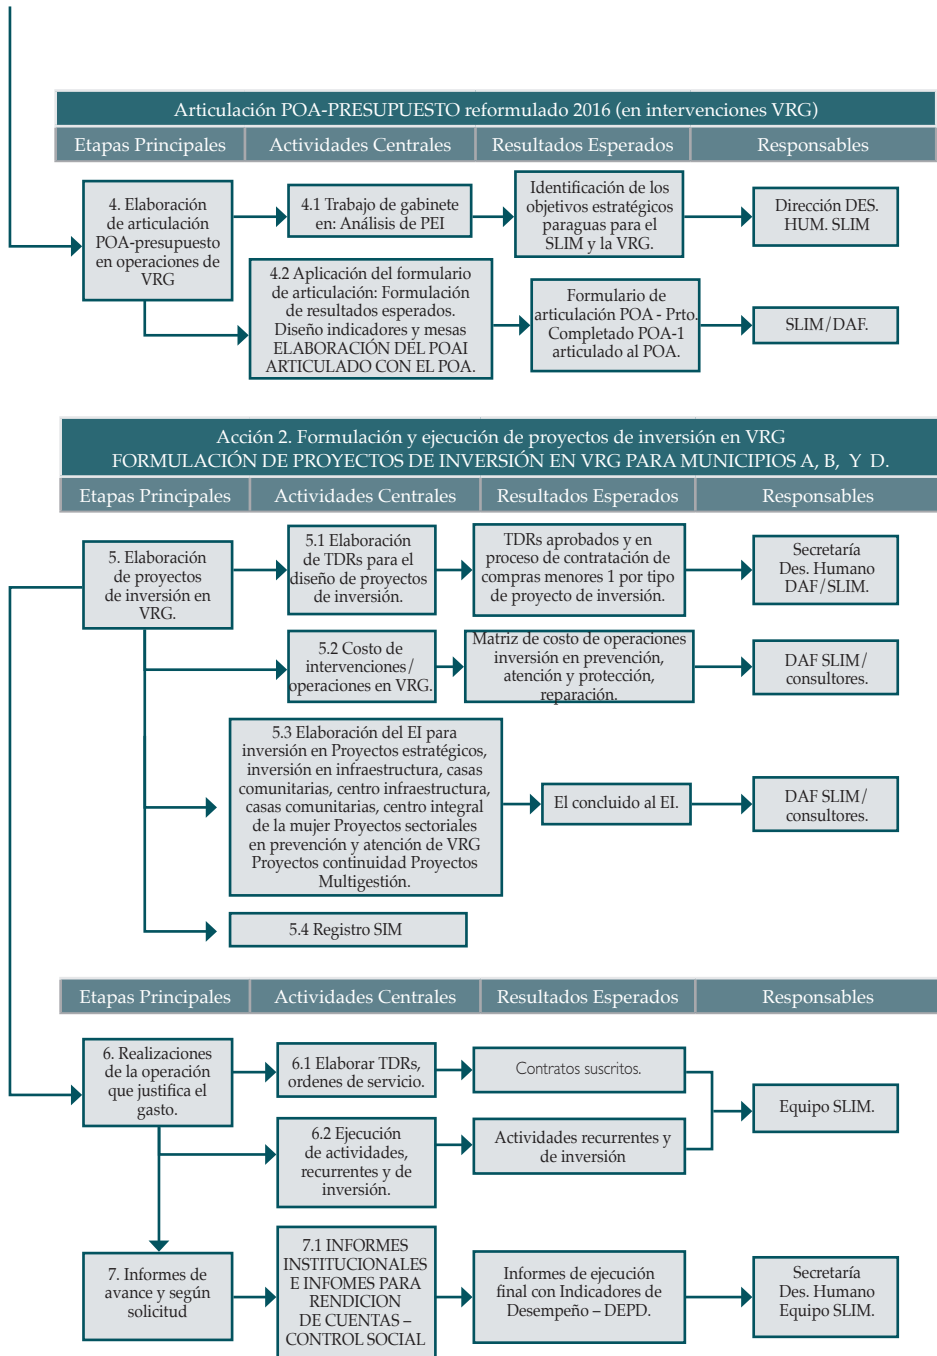 Articulación POA-PRESUPUESTO reformulado 2016 (en intervenciones VRG)
Etapas Principales
Actividades Centrales
Resultados Esperados
Responsables
4. Elaboración
de articulación
POA-presupuesto
en operaciones de
VRG
4.1 Trabajo de gabinete
en: Análisis de PEI
Identificación de los
objetivos estratégicos
paraguas para el
SLIM y la VRG.
Dirección DES.
HUM. SLIM
4.2 Aplicación del formulario
de articulación: Formulación
de resultados esperados.
Diseño indicadores y mesas
ELABORACIÓN DEL POAI
ARTICULADO CON EL POA.
Formulario de
articulación POA - Prto.
Completado POA-1
articulado al POA.
SLIM/DAF.
Acción 2. Formulación y ejecución de proyectos de inversión en VRG
FORMULACIÓN DE PROYECTOS DE INVERSIÓN EN VRG PARA MUNICIPIOS A, B, Y D.
Etapas Principales
Actividades Centrales
Resultados Esperados
Responsables
5. Elaboración
de proyectos
de inversión en
VRG.
5.1 Elaboración
de TDRs para el
diseño de proyectos
de inversión.
TDRs aprobados y en
proceso de contratación de
compras menores 1 por tipo
de proyecto de inversión.
Secretaría
Des. Humano
DAF/SLIM.
5.2 Costo de
intervenciones/
operaciones en VRG.
Matriz de costo de operaciones
inversión en prevención,
atención y protección,
reparación.
DAF SLIM/
consultores.
5.3 Elaboración del EI para
inversión en Proyectos estratégicos,
inversión en infraestructura, casas
comunitarias, centro infraestructura,
casas comunitarias, centro integral
de la mujer Proyectos sectoriales
en prevención y atención de VRG
Proyectos continuidad Proyectos
Multigestión.
El concluido al EI.
DAF SLIM/
consultores.
5.4 Registro SIM
Etapas Principales
Actividades Centrales
Resultados Esperados
Responsables
6. Realizaciones
de la operación
que justifica el
gasto.
6.1 Elaborar TDRs,
ordenes de servicio.
Contratos suscritos.
Equipo SLIM.
6.2 Ejecución
de actividades,
recurrentes y de
inversión.
Actividades recurrentes y
de inversión
7. Informes de
avance y según
solicitud
7.1 INFORMES
INSTITUCIONALES
E INFOMES PARA
RENDICION
DE CUENTAS –
CONTROL SOCIAL
Informes de ejecución
final con Indicadores de
Desempeño – DEPD.
Secretaría
Des. Humano
Equipo SLIM.